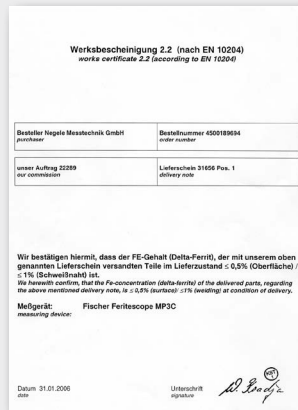 Werksbescheinigung 2.2 (nach EN 10204)
works certificate 2.2 (according to EN 10204)
Besteller Negele Messtechnik GmbH
purchaser
Bestellnummer 4500189694
order number
unser Auftrag 22289
our commission
Lieferschein 31656 Pos. 1
delivery note
Wir bestätigen hiermit, dass der FE-Gehalt (Delta-Ferrit), der mit unserem oben
genannten Lieferschein versandten Teile im Lieferzustand ≤ 0,5% (Oberfläche) /
≤ 1% (Schweißnaht) ist.
We herewith confirm, that the Fe-concentration (delta-ferrite) of the delivered parts, regarding
the above mentioned delivery note, is ≤ 0,5% (surface)/ ≤1% (welding) at condition of delivery.
Meßgerät: Fischer Feritescope MP3C
measuring device:
Datum 31.01.2006
date
Unterschrift
signature